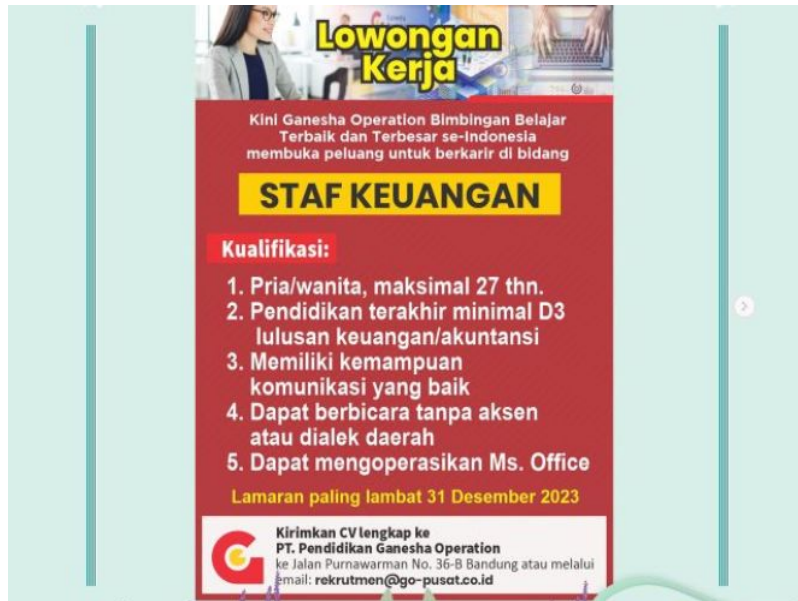 Lowongan
Kerja
Kini Ganesha Operation Bimbingan Belajar
Terbaik dan Terbesar se-Indonesia
membuka peluang untuk berkarir di bidang
STAF KEUANGAN
Kualifikasi:
1. Pria/wanita, maksimal 27 thn.
2. Pendidikan terakhir minimal D3
lulusan keuangan/akuntansi
3. Memiliki kemampuan
komunikasi yang baik
4. Dapat berbicara tanpa aksen
atau dialek daerah
5. Dapat mengoperasikan Ms. Office
Lamaran paling lambat 31 Desember 2023
Kirimkan CV lengkap ke
PT. Pendidikan Ganesha Operation
ke Jalan Purnawarman No. 36-B Bandung atau melalui
email: rekrutmen@go-pusat.co.id